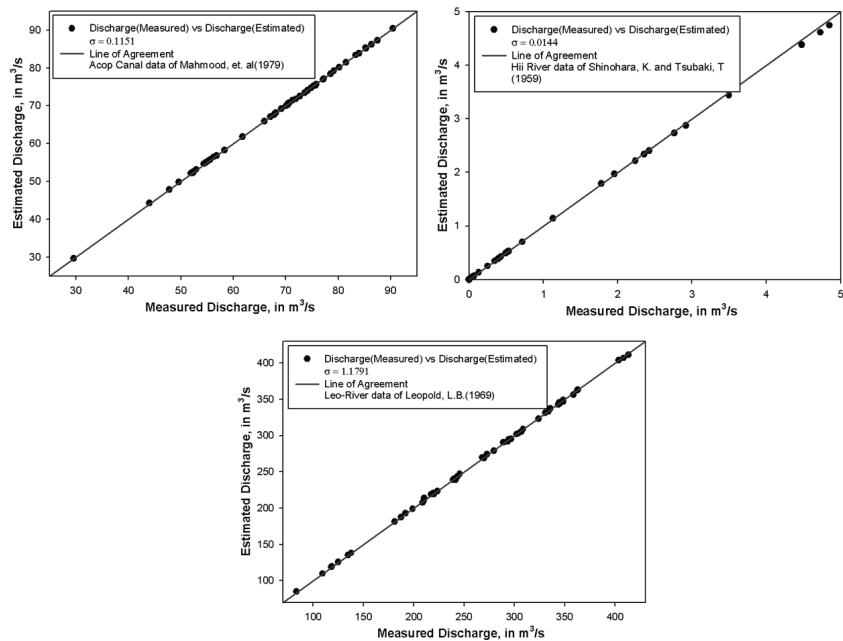 Discharge(Measured) vs Discharge(Estimated)
σ = 0.1151
Line of Agreement
Acop Canal data of Mahmood, et. al(1979)
Estimated Discharge, in m³/s
90
80
70
60
50
40
30
30 40 50 60 70 80 90
Measured Discharge, in m³/s
Discharge(Measured) vs Discharge(Estimated)
σ = 0.0144
Line of Agreement
Hii River data of Shinohara, K. and Tsubaki, T
(1959)
Estimated Discharge, in m³/s
5
4
3
2
1
0
0 1 2 3 4 5
Measured Discharge, in m³/s
Discharge(Measured) vs Discharge(Estimated)
σ = 1.1791
Line of Agreement
Leo-River data of Leopold, L.B.(1969)
Estimated Discharge, in m³/s
400
350
300
250
200
150
100
100 150 200 250 300 350 400
Measured Discharge, in m³/s